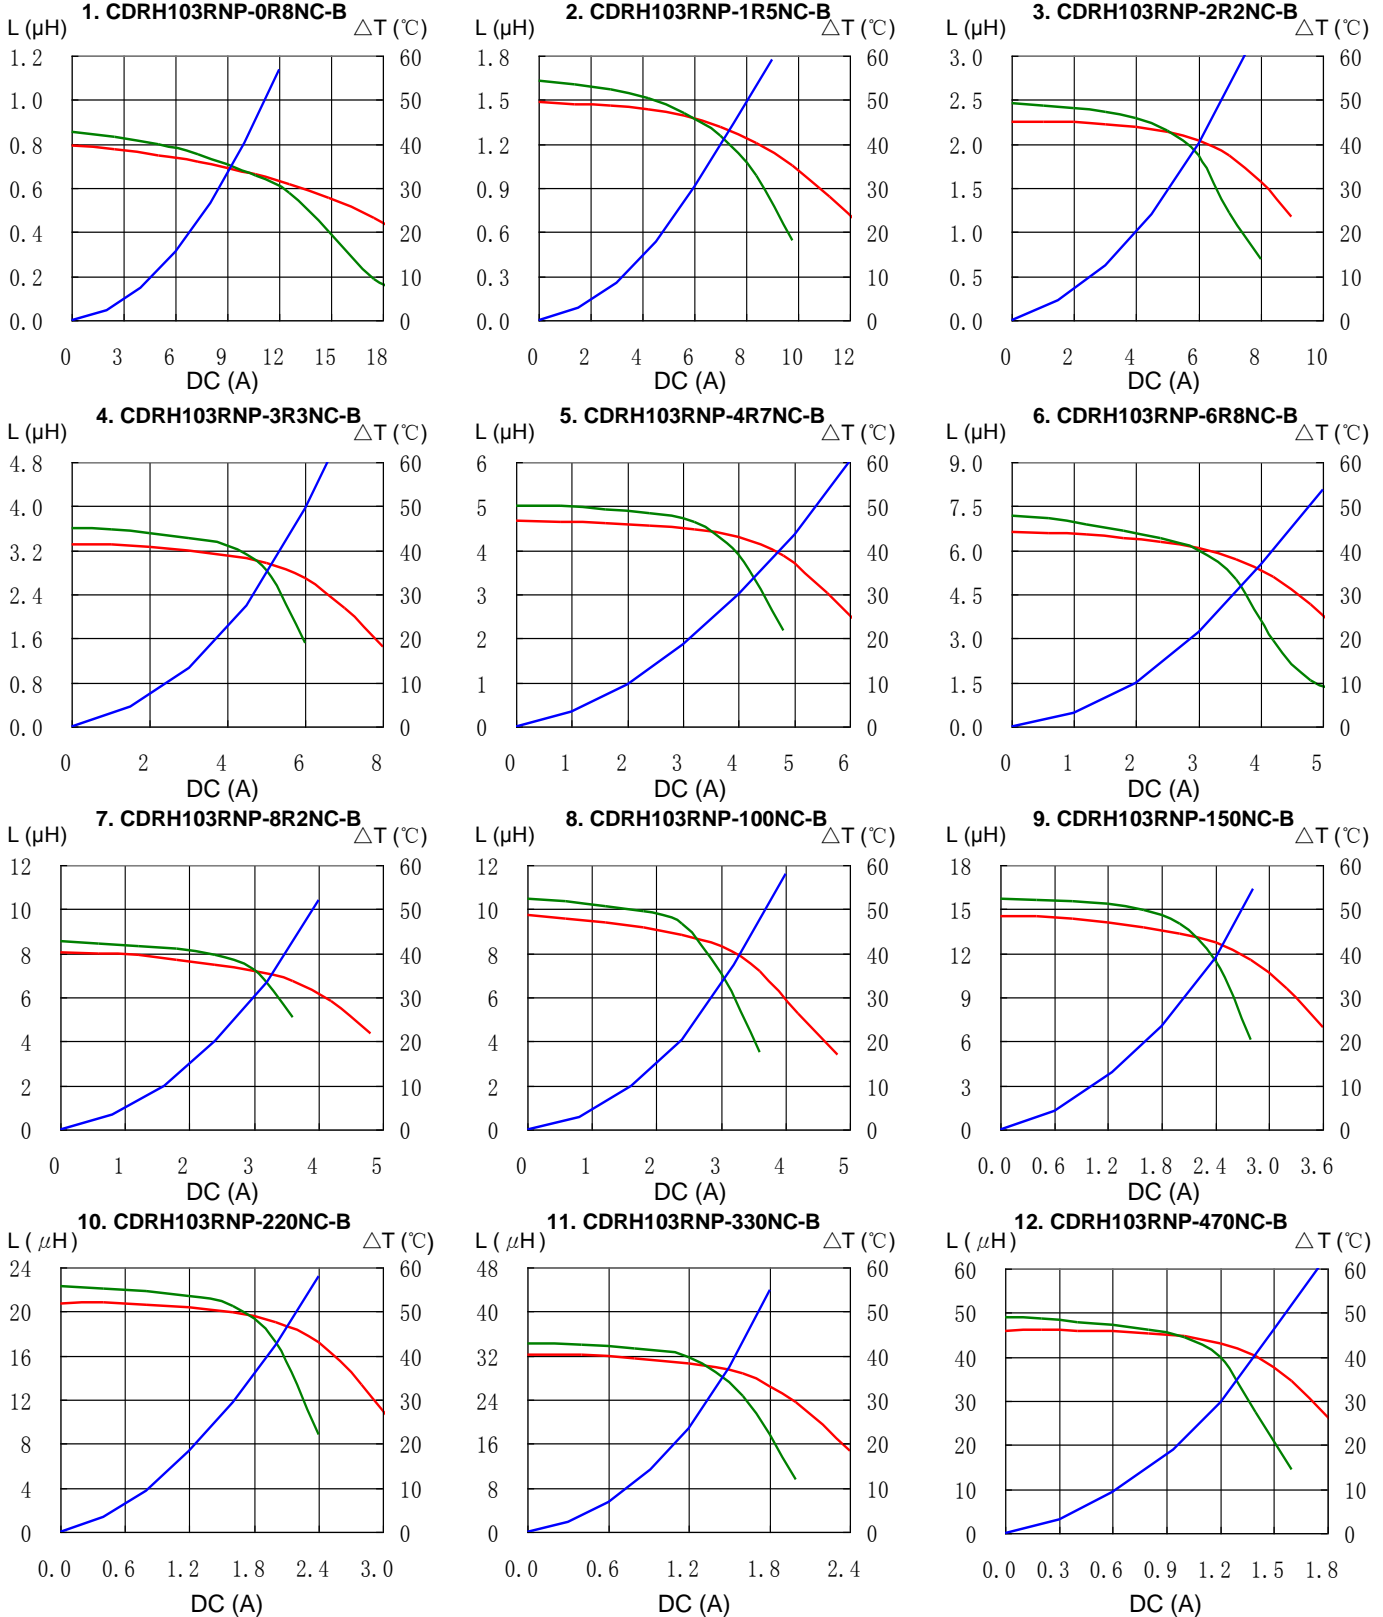 1. CDRH103RNP-0R8NC-B
L (µH) △T (℃)
1.2 60
1.0 50
0.8 40
0.6 30
0.4 20
0.2 10
0.0 0
0 3 6 9 12 15 18
DC (A)
2. CDRH103RNP-1R5NC-B
L (µH) △T (℃)
1.8 60
1.5 50
1.2 40
0.9 30
0.6 20
0.3 10
0.0 0
0 2 4 6 8 10 12
DC (A)
3. CDRH103RNP-2R2NC-B
L (µH) △T (℃)
3.0 60
2.5 50
2.0 40
1.5 30
1.0 20
0.5 10
0.0 0
0 2 4 6 8 10
DC (A)
4. CDRH103RNP-3R3NC-B
L (µH) △T (℃)
4.8 60
4.0 50
3.2 40
2.4 30
1.6 20
0.8 10
0.0 0
0 2 4 6 8
DC (A)
5. CDRH103RNP-4R7NC-B
L (µH) △T (℃)
6 60
5 50
4 40
3 30
2 20
1 10
0 0
0 1 2 3 4 5 6
DC (A)
6. CDRH103RNP-6R8NC-B
L (µH) △T (℃)
9.0 60
7.5 50
6.0 40
4.5 30
3.0 20
1.5 10
0.0 0
0 1 2 3 4 5
DC (A)
7. CDRH103RNP-8R2NC-B
L (µH) △T (℃)
12 60
10 50
8 40
6 30
4 20
2 10
0 0
0 1 2 3 4 5
DC (A)
8. CDRH103RNP-100NC-B
L (µH) △T (℃)
12 60
10 50
8 40
6 30
4 20
2 10
0 0
0 1 2 3 4 5
DC (A)
9. CDRH103RNP-150NC-B
L (µH) △T (℃)
18 60
15 50
12 40
9 30
6 20
3 10
0 0
0.0 0.6 1.2 1.8 2.4 3.0 3.6
DC (A)
10. CDRH103RNP-220NC-B
L ( µH) △T (℃)
24 60
20 50
16 40
12 30
8 20
4 10
0 0
0.0 0.6 1.2 1.8 2.4 3.0
DC (A)
11. CDRH103RNP-330NC-B
L ( µH) △T (℃)
48 60
40 50
32 40
24 30
16 20
8 10
0 0
0.0 0.6 1.2 1.8 2.4
DC (A)
12. CDRH103RNP-470NC-B
L ( µH) △T (℃)
60 60
50 50
40 40
30 30
20 20
10 10
0 0
0.0 0.3 0.6 0.9 1.2 1.5 1.8
DC (A)